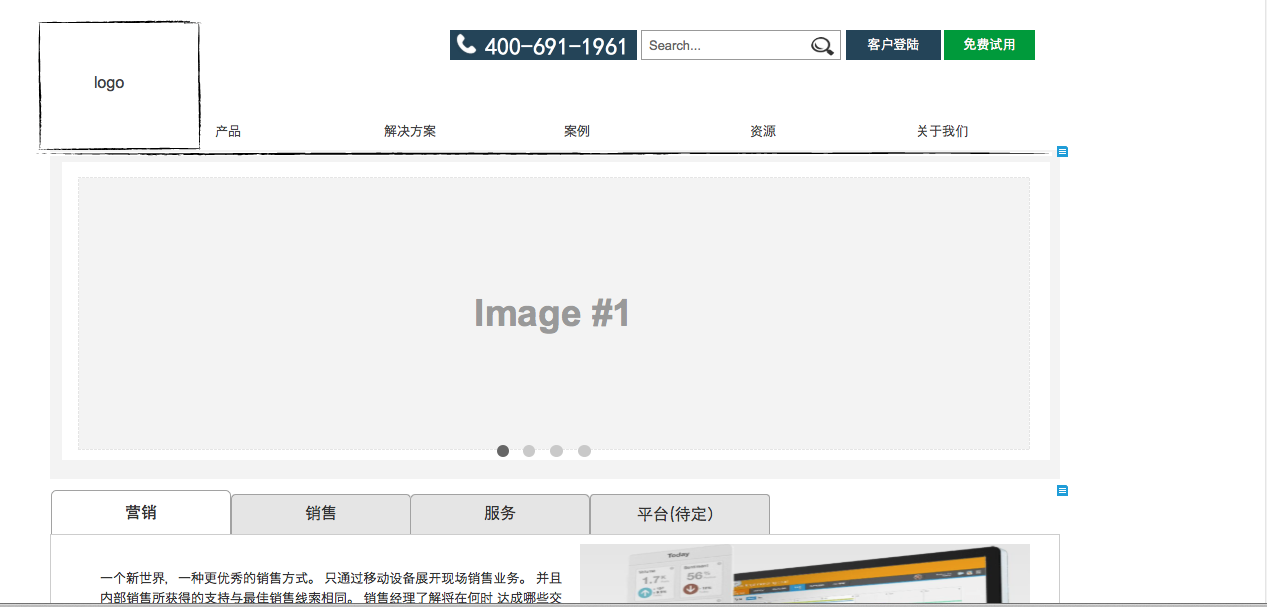 400-691-1961
Search...
客户登陆
免费试用
logo
产品
解决方案
案例
资源
关于我们
Image #1
营销
销售
服务
平台(待定）
一个新世界，一种更优秀的销售方式。 只通过移动设备展开现场销售业务。 并且
内部销售所获得的支持与最佳销售线索相同。 销售经理了解将在何时 达成哪些交
Today
1.7
56